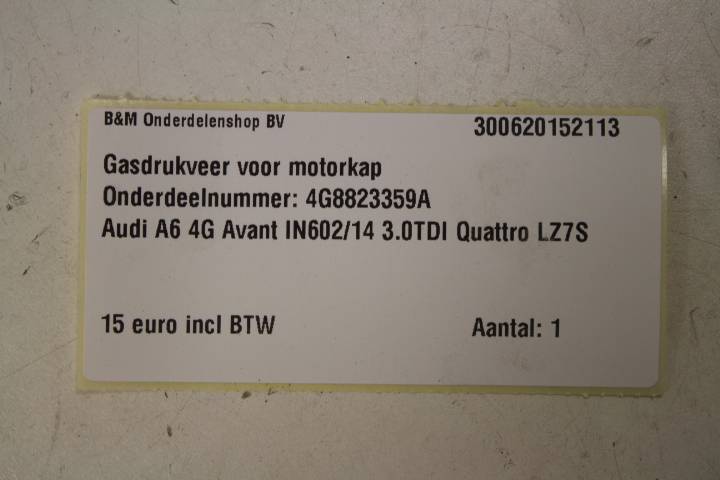 B&M Onderdelenshop BV 300620152113
Gasdrukveer voor motorkap
Onderdeelnummer: 4G8823359A
Audi A6 4G Avant IN602/14 3.0TDI Quattro LZ7S
15 euro incl BTW Aantal: 1